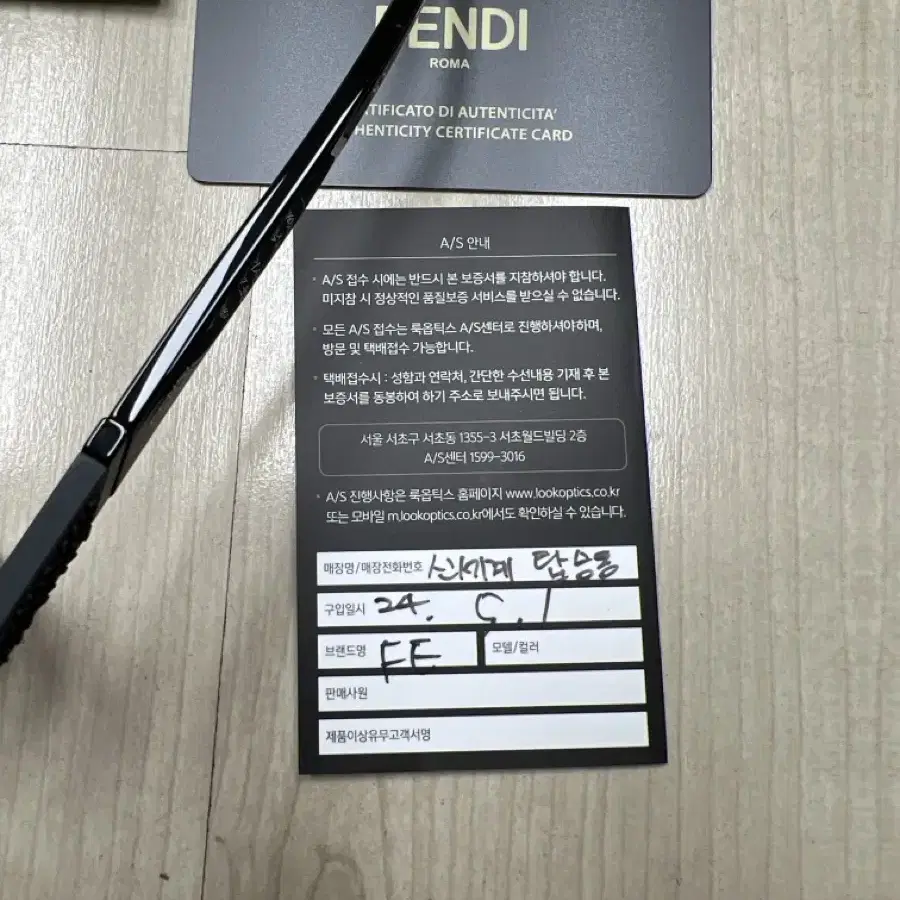 FENDI
ROMA
CERTIFICATO DI AUTENTICITA'
AUTHENTICITY CERTIFICATE CARD
A/S 안내
• A/S 접수 시에는 반드시 본 보증서를 지참하셔야 합니다.
미지참 시 정상적인 품질보증 서비스를 받으실 수 없습니다.
• 모든 A/S 접수는 룩옵틱스 A/S센터로 진행하셔야하며,
방문 및 택배접수 가능합니다.
• 택배접수시 : 성함과 연락처, 간단한 수선내용 기재 후 본
보증서를 동봉하여 하기 주소로 보내주시면 됩니다.
서울 서초구 서초동 1355-3 서초월드빌딩 2층
A/S센터 1599-3016
• A/S 진행사항은 룩옵틱스 홈페이지 www.lookoptics.co.kr
또는 모바일 m.lookoptics.co.kr에서도 확인하실 수 있습니다.
매장명/매장전화번호 신세계
구입일시 24. 5. 1
브랜드명 FE 모델/컬러
판매사원
제품이상유무고객서명